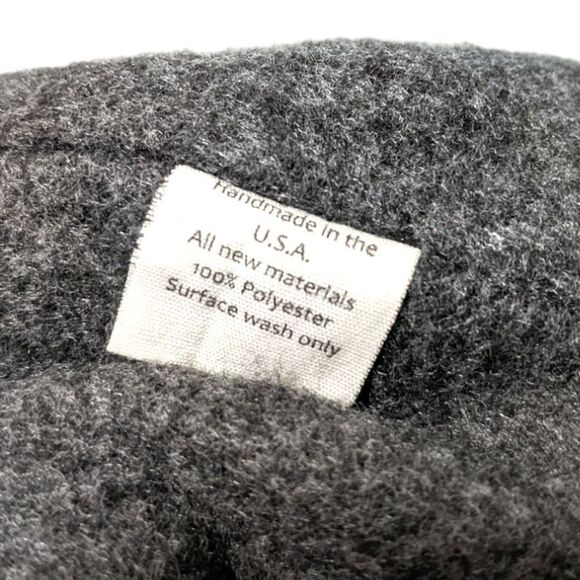 Handmade in the
U.S.A.
All new materials
100% Polyester
Surface wash only